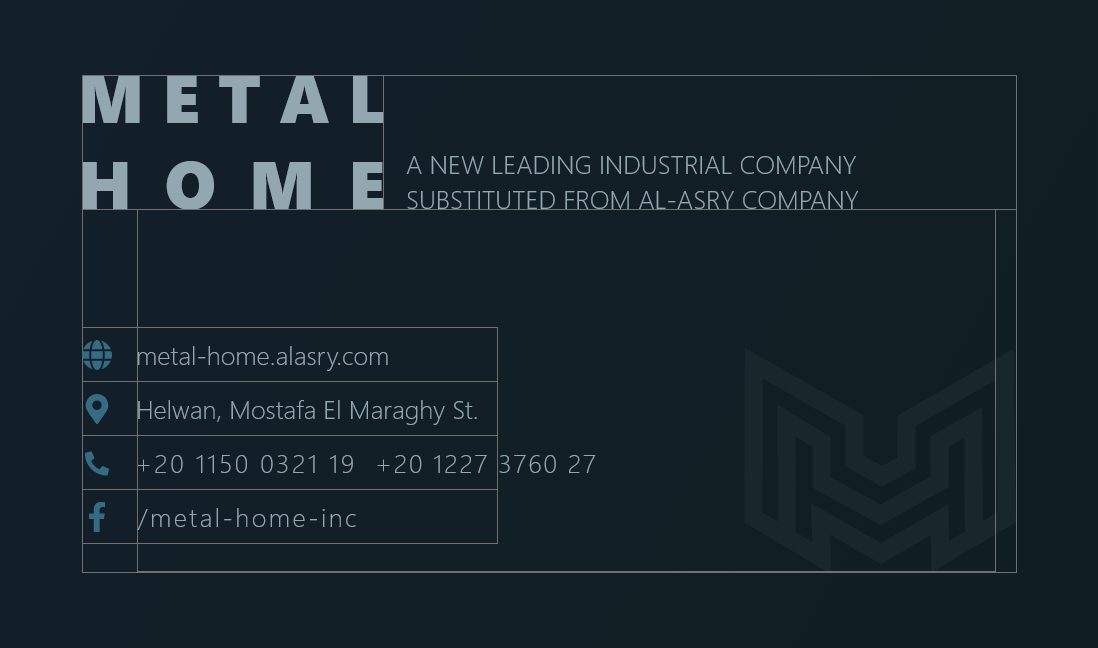 METAL
HOME
A NEW LEADING INDUSTRIAL COMPANY
SUBSTITUTED FROM AL-ASRY COMPANY
metal-home.alasry.com
Helwan, Mostafa El Maraghy St.
+20 1150 0321 19 +20 1227 3760 27
/metal-home-inc